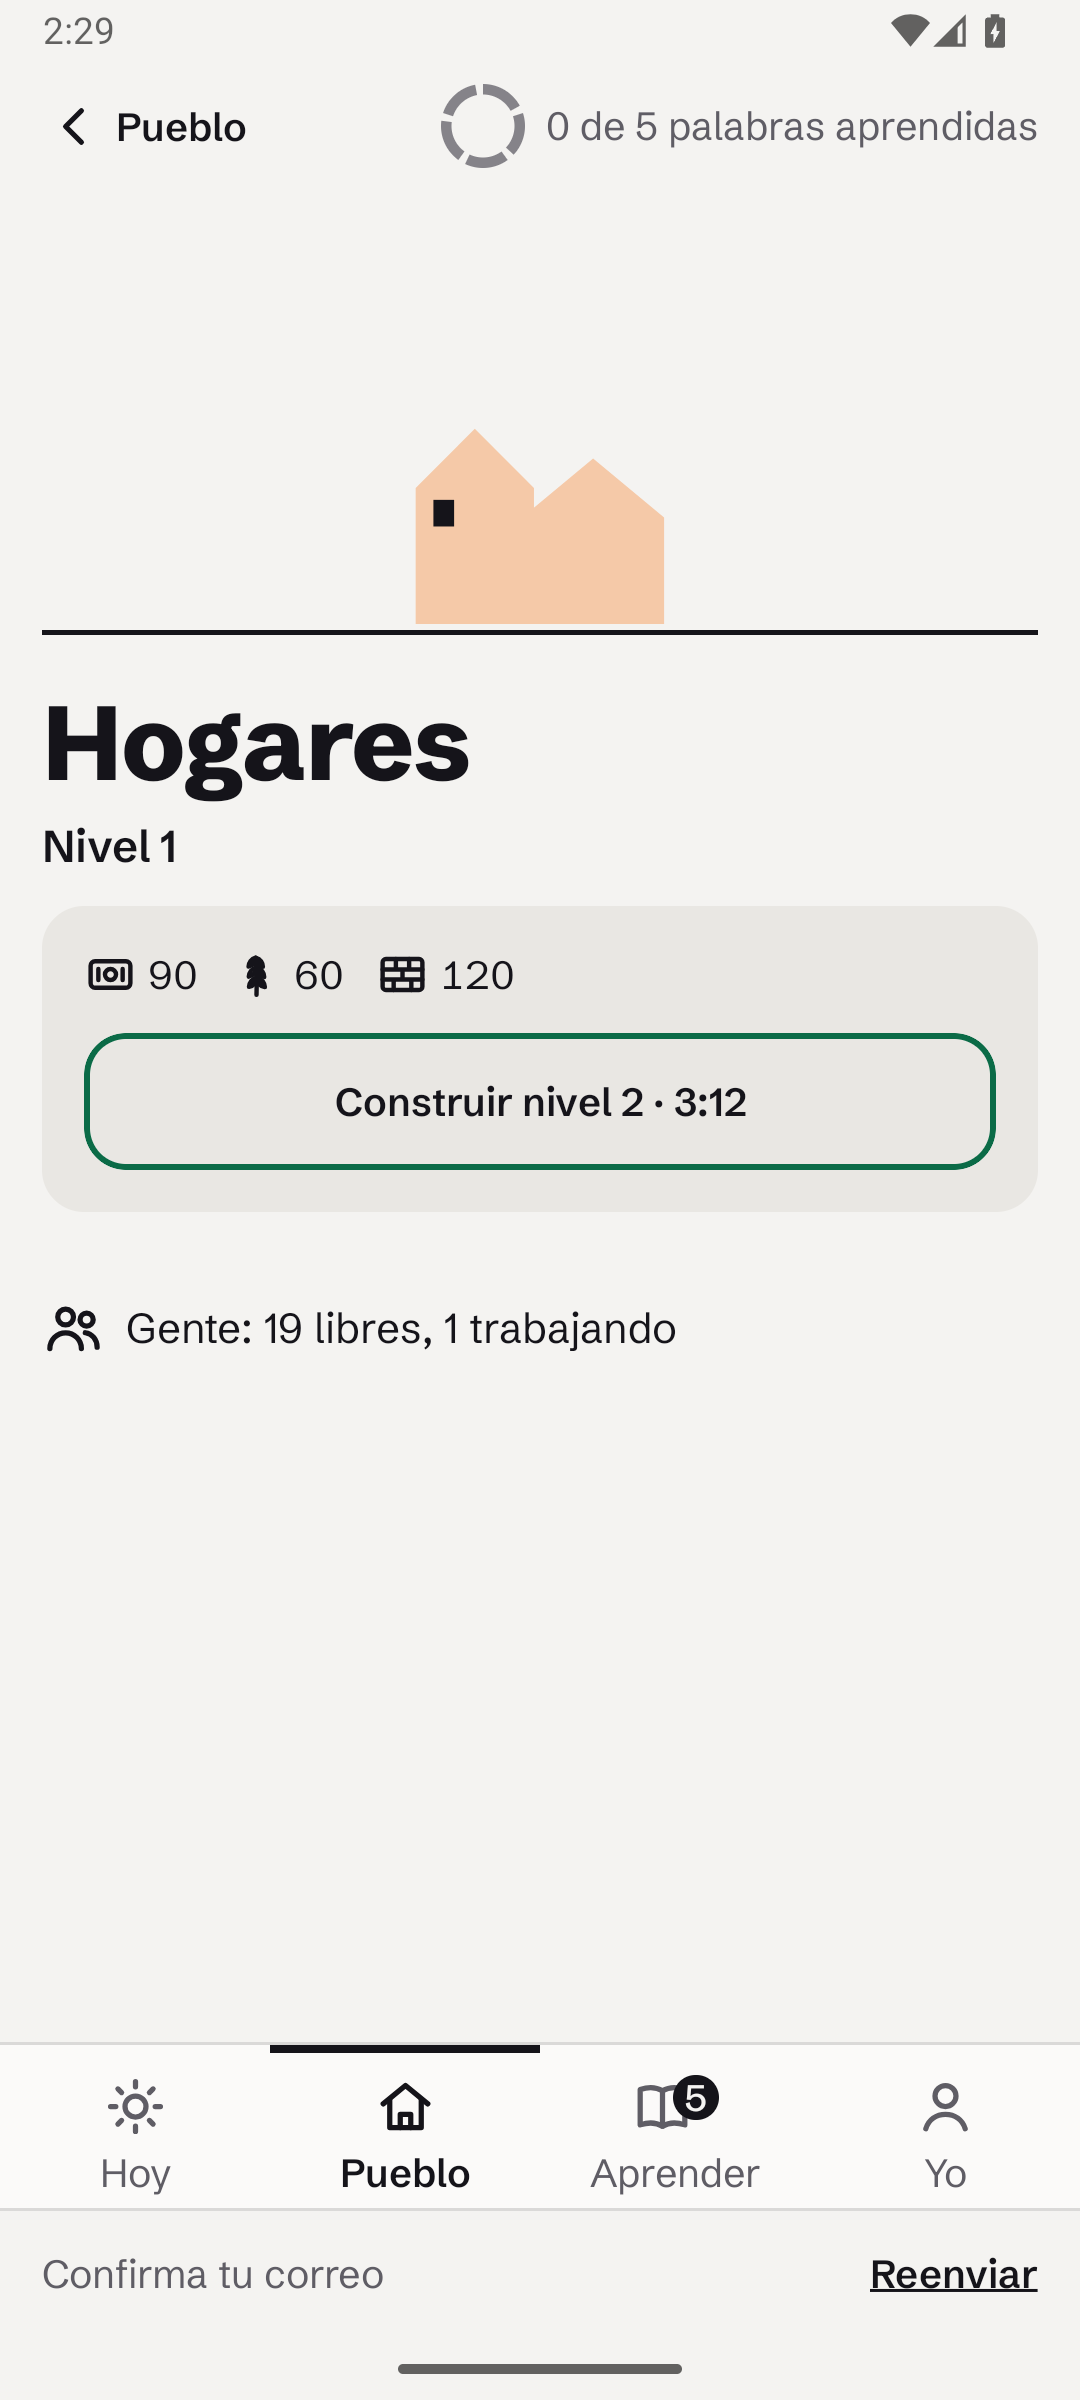 2:29
Pueblo
0 de 5 palabras aprendidas
Hogares
Nivel 1
90 60 120
Construir nivel 2 · 3:12
Gente: 19 libres, 1 trabajando
5
Hoy Pueblo Aprender Yo
Confirma tu correo Reenviar